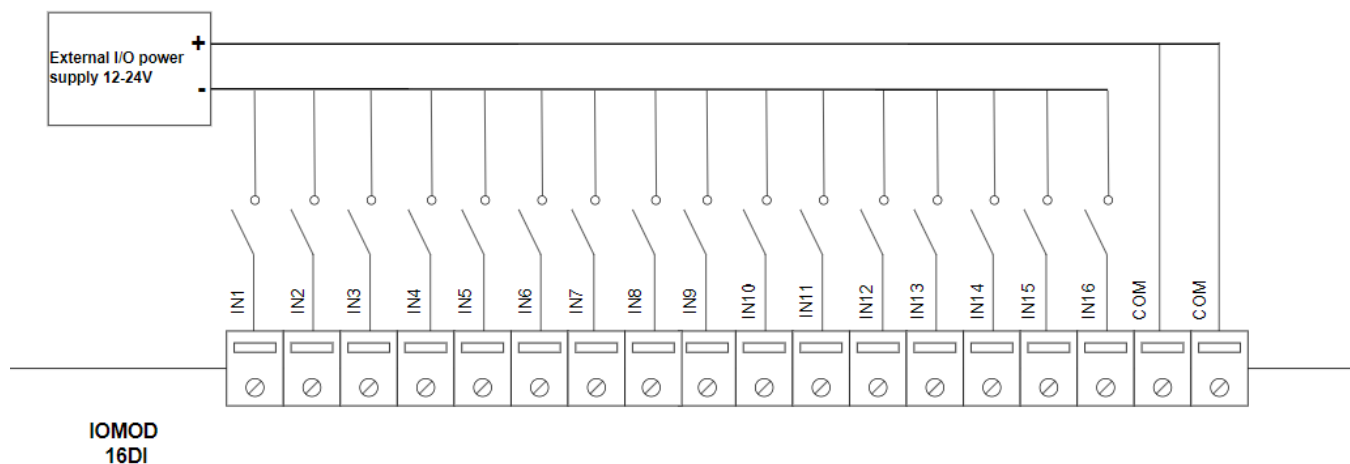 External I/O power
supply 12-24V
+
-
IN1
IN2
IN3
IN4
IN5
IN6
IN7
IN8
IN9
IN10
IN11
IN12
IN13
IN14
IN15
IN16
COM
COM
IOMOD
16DI